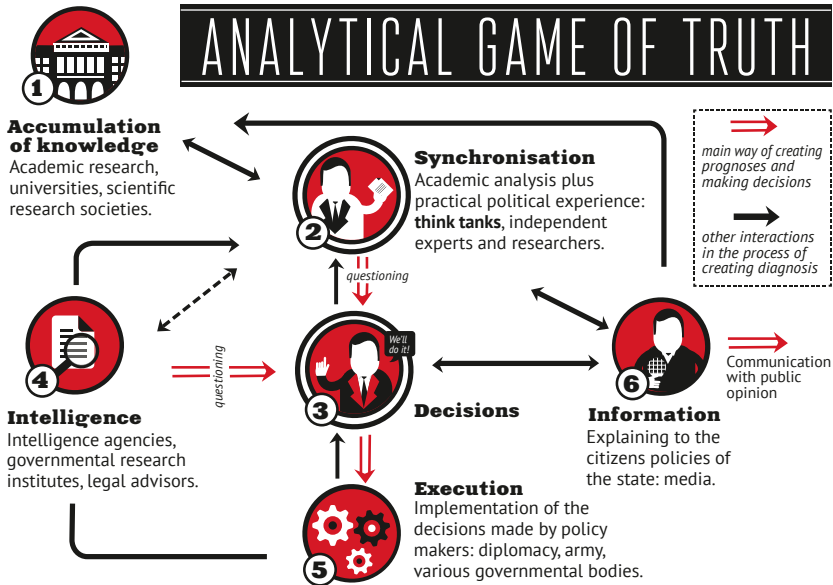 ANALYTICAL GAME OF TRUTH
1
Accumulation
of knowledge
Academic research,
universities, scientific
research societies.
2
Synchronisation
Academic analysis plus
practical political experience:
think tanks, independent
experts and researchers.
main way of creating
prognoses and
making decisions
other interactions
in the process of
creating diagnosis
questioning
4
Intelligence
Intelligence agencies,
governmental research
institutes, legal advisors.
questioning
We'll
do it!
3
Decisions
6
Information
Explaining to the
citizens policies of
the state: media.
Communication
with public
opinion
5
Execution
Implementation of the
decisions made by policy
makers: diplomacy, army,
various governmental bodies.